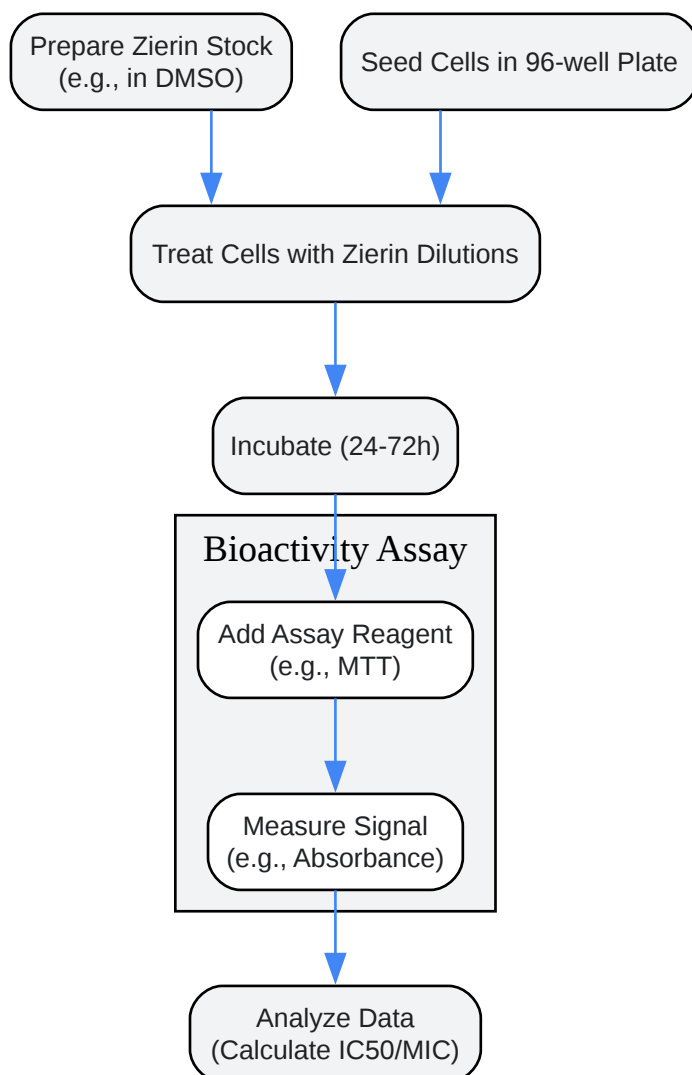 Prepare Zierin Stock
(e.g., in DMSO)
Seed Cells in 96-well Plate
Treat Cells with Zierin Dilutions
Incubate (24-72h)
Bioactivity Assay
Add Assay Reagent
(e.g., MTT)
Measure Signal
(e.g., Absorbance)
Analyze Data
(Calculate IC50/MIC)